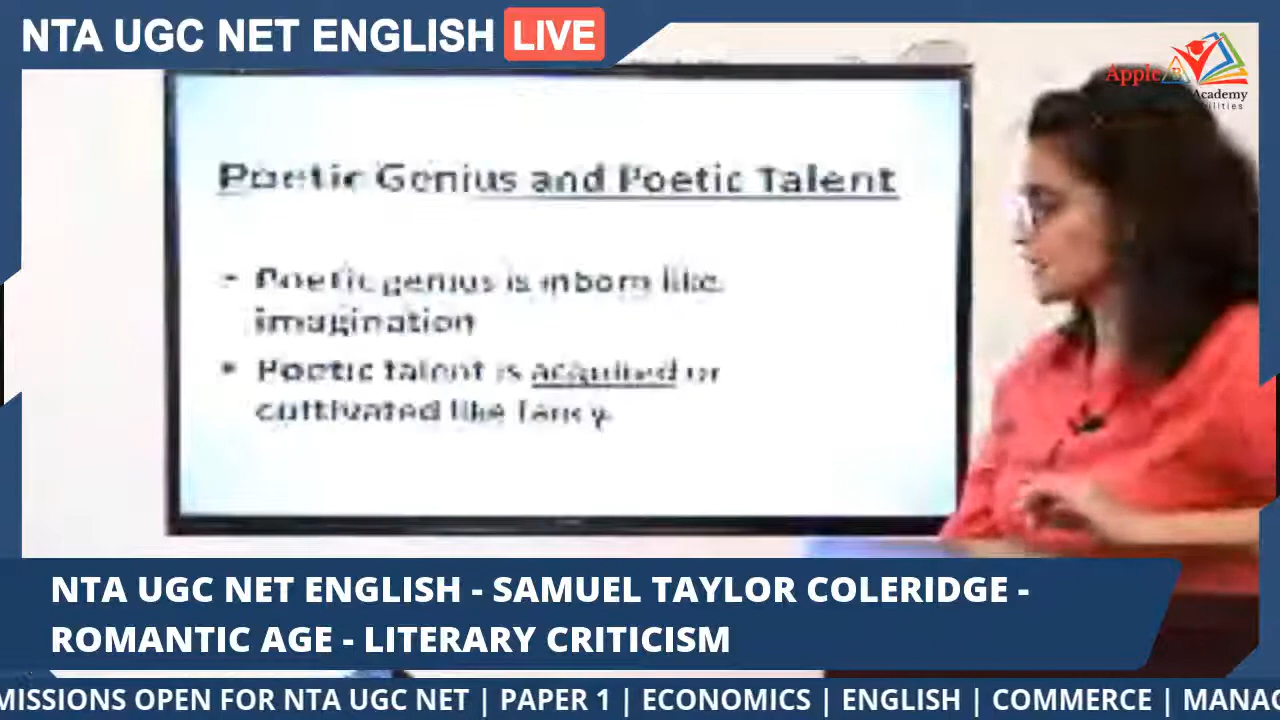 NTA UGC NET ENGLISH LIVE
Apple
Academy
Poetic Genius and Poetic Talent
- Poetic genius is inborn like
imagination
• Poetic talent is acquired or
cultivated like fancy.
NTA UGC NET ENGLISH - SAMUEL TAYLOR COLERIDGE -
ROMANTIC AGE - LITERARY CRITICISM
MISSIONS OPEN FOR NTA UGC NET | PAPER 1 | ECONOMICS | ENGLISH | COMMERCE | MANAG